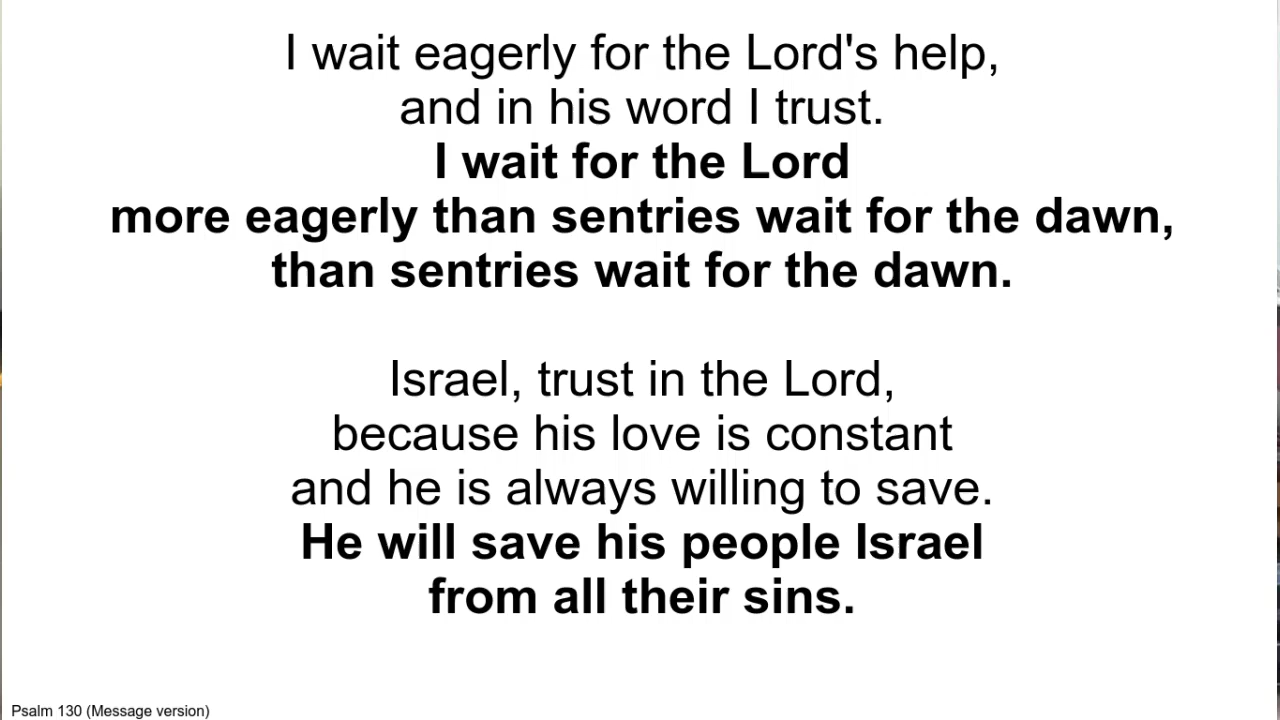 I wait eagerly for the Lord's help,
and in his word I trust.
I wait for the Lord
more eagerly than sentries wait for the dawn,
than sentries wait for the dawn.
Israel, trust in the Lord,
because his love is constant
and he is always willing to save.
He will save his people Israel
from all their sins.
Psalm 130 (Message version)